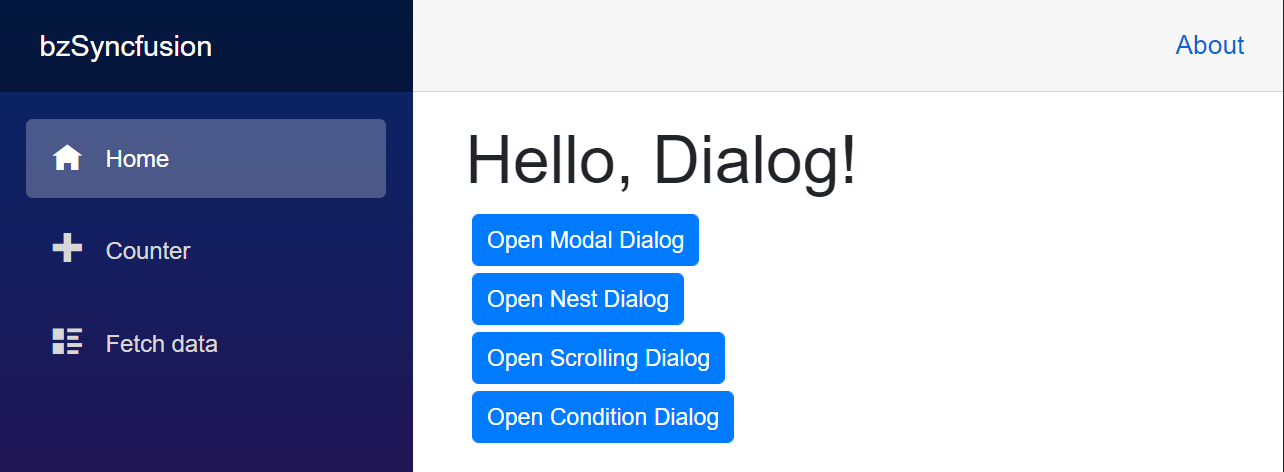 bzSyncfusion
About
Home
Counter
Fetch data
Hello, Dialog!
Open Modal Dialog
Open Nest Dialog
Open Scrolling Dialog
Open Condition Dialog